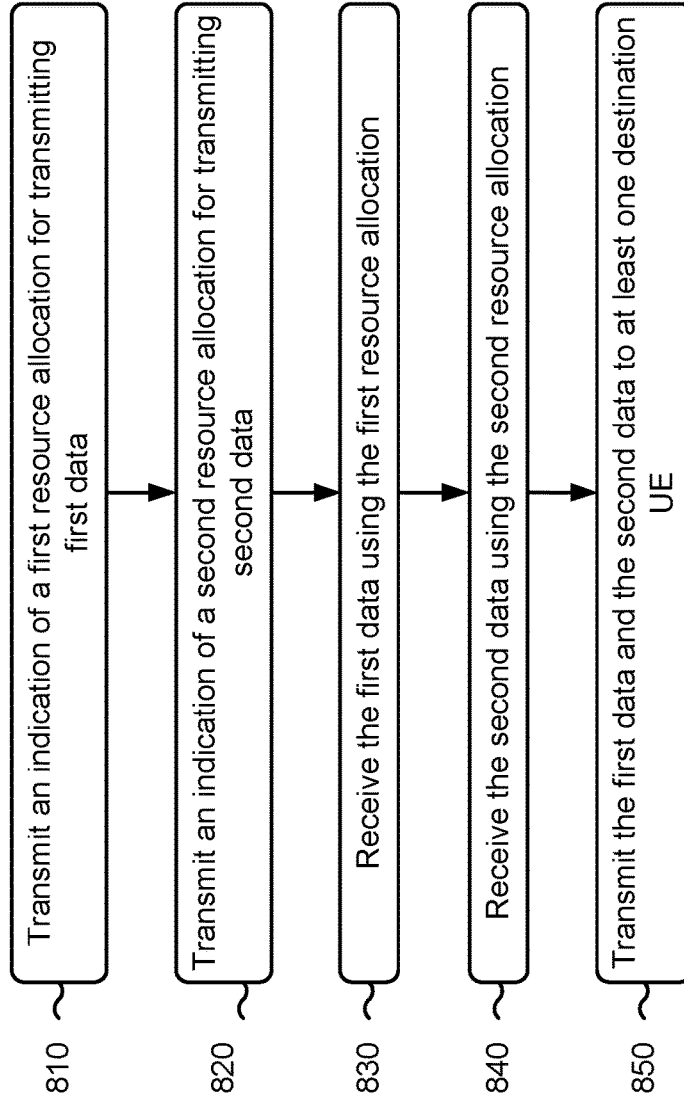 810
Transmit an indication of a first resource allocation for transmitting
first data
820
Transmit an indication of a second resource allocation for transmitting
second data
830
Receive the first data using the first resource allocation
840
Receive the second data using the second resource allocation
850
Transmit the first data and the second data to at least one destination
UE